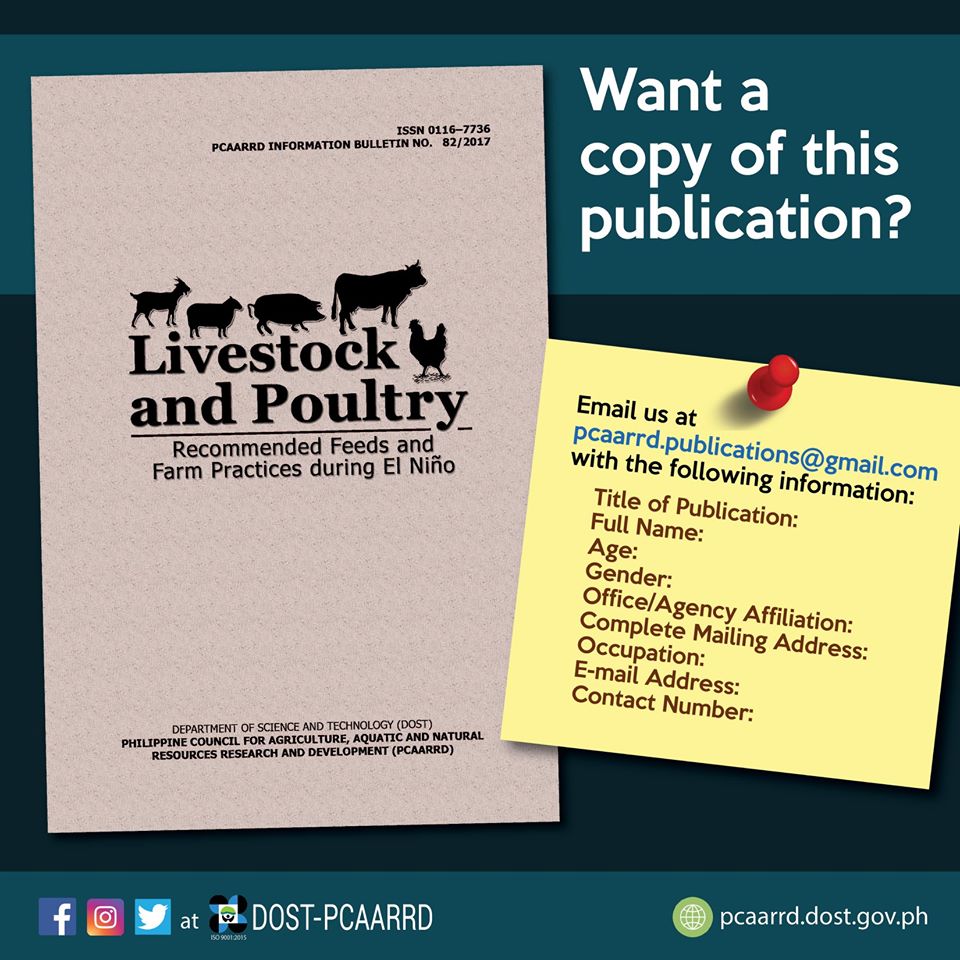 ISSN 0116–7736
PCAARRD INFORMATION BULLETIN NO. 82/2017
Livestock
and Poultry
Recommended Feeds and
Farm Practices during El Niño
DEPARTMENT OF SCIENCE AND TECHNOLOGY (DOST)
PHILIPPINE COUNCIL FOR AGRICULTURE, AQUATIC AND NATURAL
RESOURCES RESEARCH AND DEVELOPMENT (PCAARRD)
Want a
copy of this
publication?
Email us at
pcaarrd.publications@gmail.com
with the following information:
Title of Publication:
Full Name:
Age:
Gender:
Office/Agency Affiliation:
Complete Mailing Address:
Occupation:
E-mail Address:
Contact Number:
at DOST-PCAARRD
ISO 9001:2015
pcaarrd.dost.gov.ph